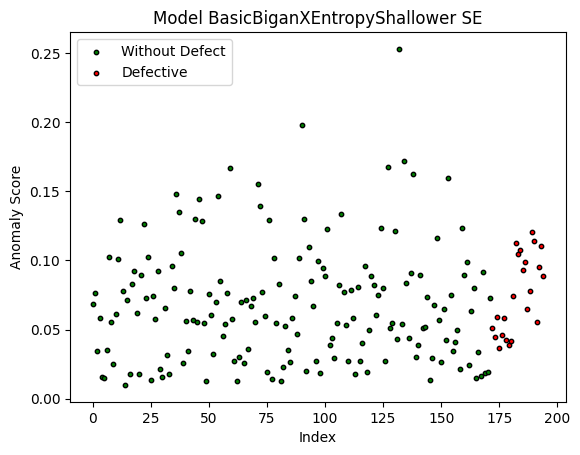 Model BasicBiganXEntropyShallower SE
Without Defect
Defective
Anomaly Score
0.25
0.20
0.15
0.10
0.05
0.00
0 25 50 75 100 125 150 175 200
Index